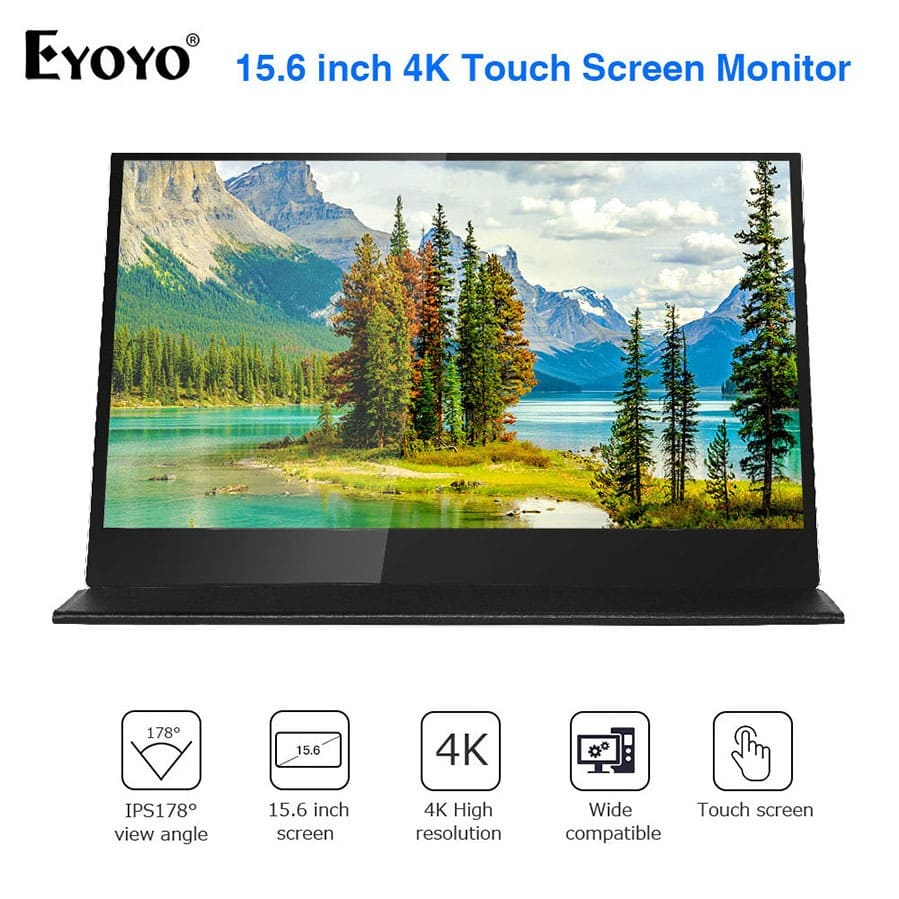 EYOYO®
15.6 inch 4K Touch Screen Monitor
178°
15.6
4K
IPS178°
view angle
15.6 inch
screen
4K High
resolution
Wide
compatible
Touch screen